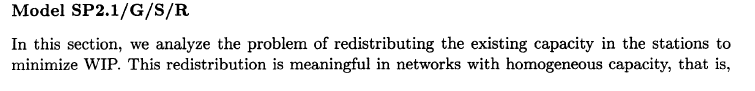 Model SP2.1/G/S/R
In this section, we analyze the problem of redistributing the existing capacity in the stations to
minimize WIP. This redistribution is meaningful in networks with homogeneous capacity, that is,